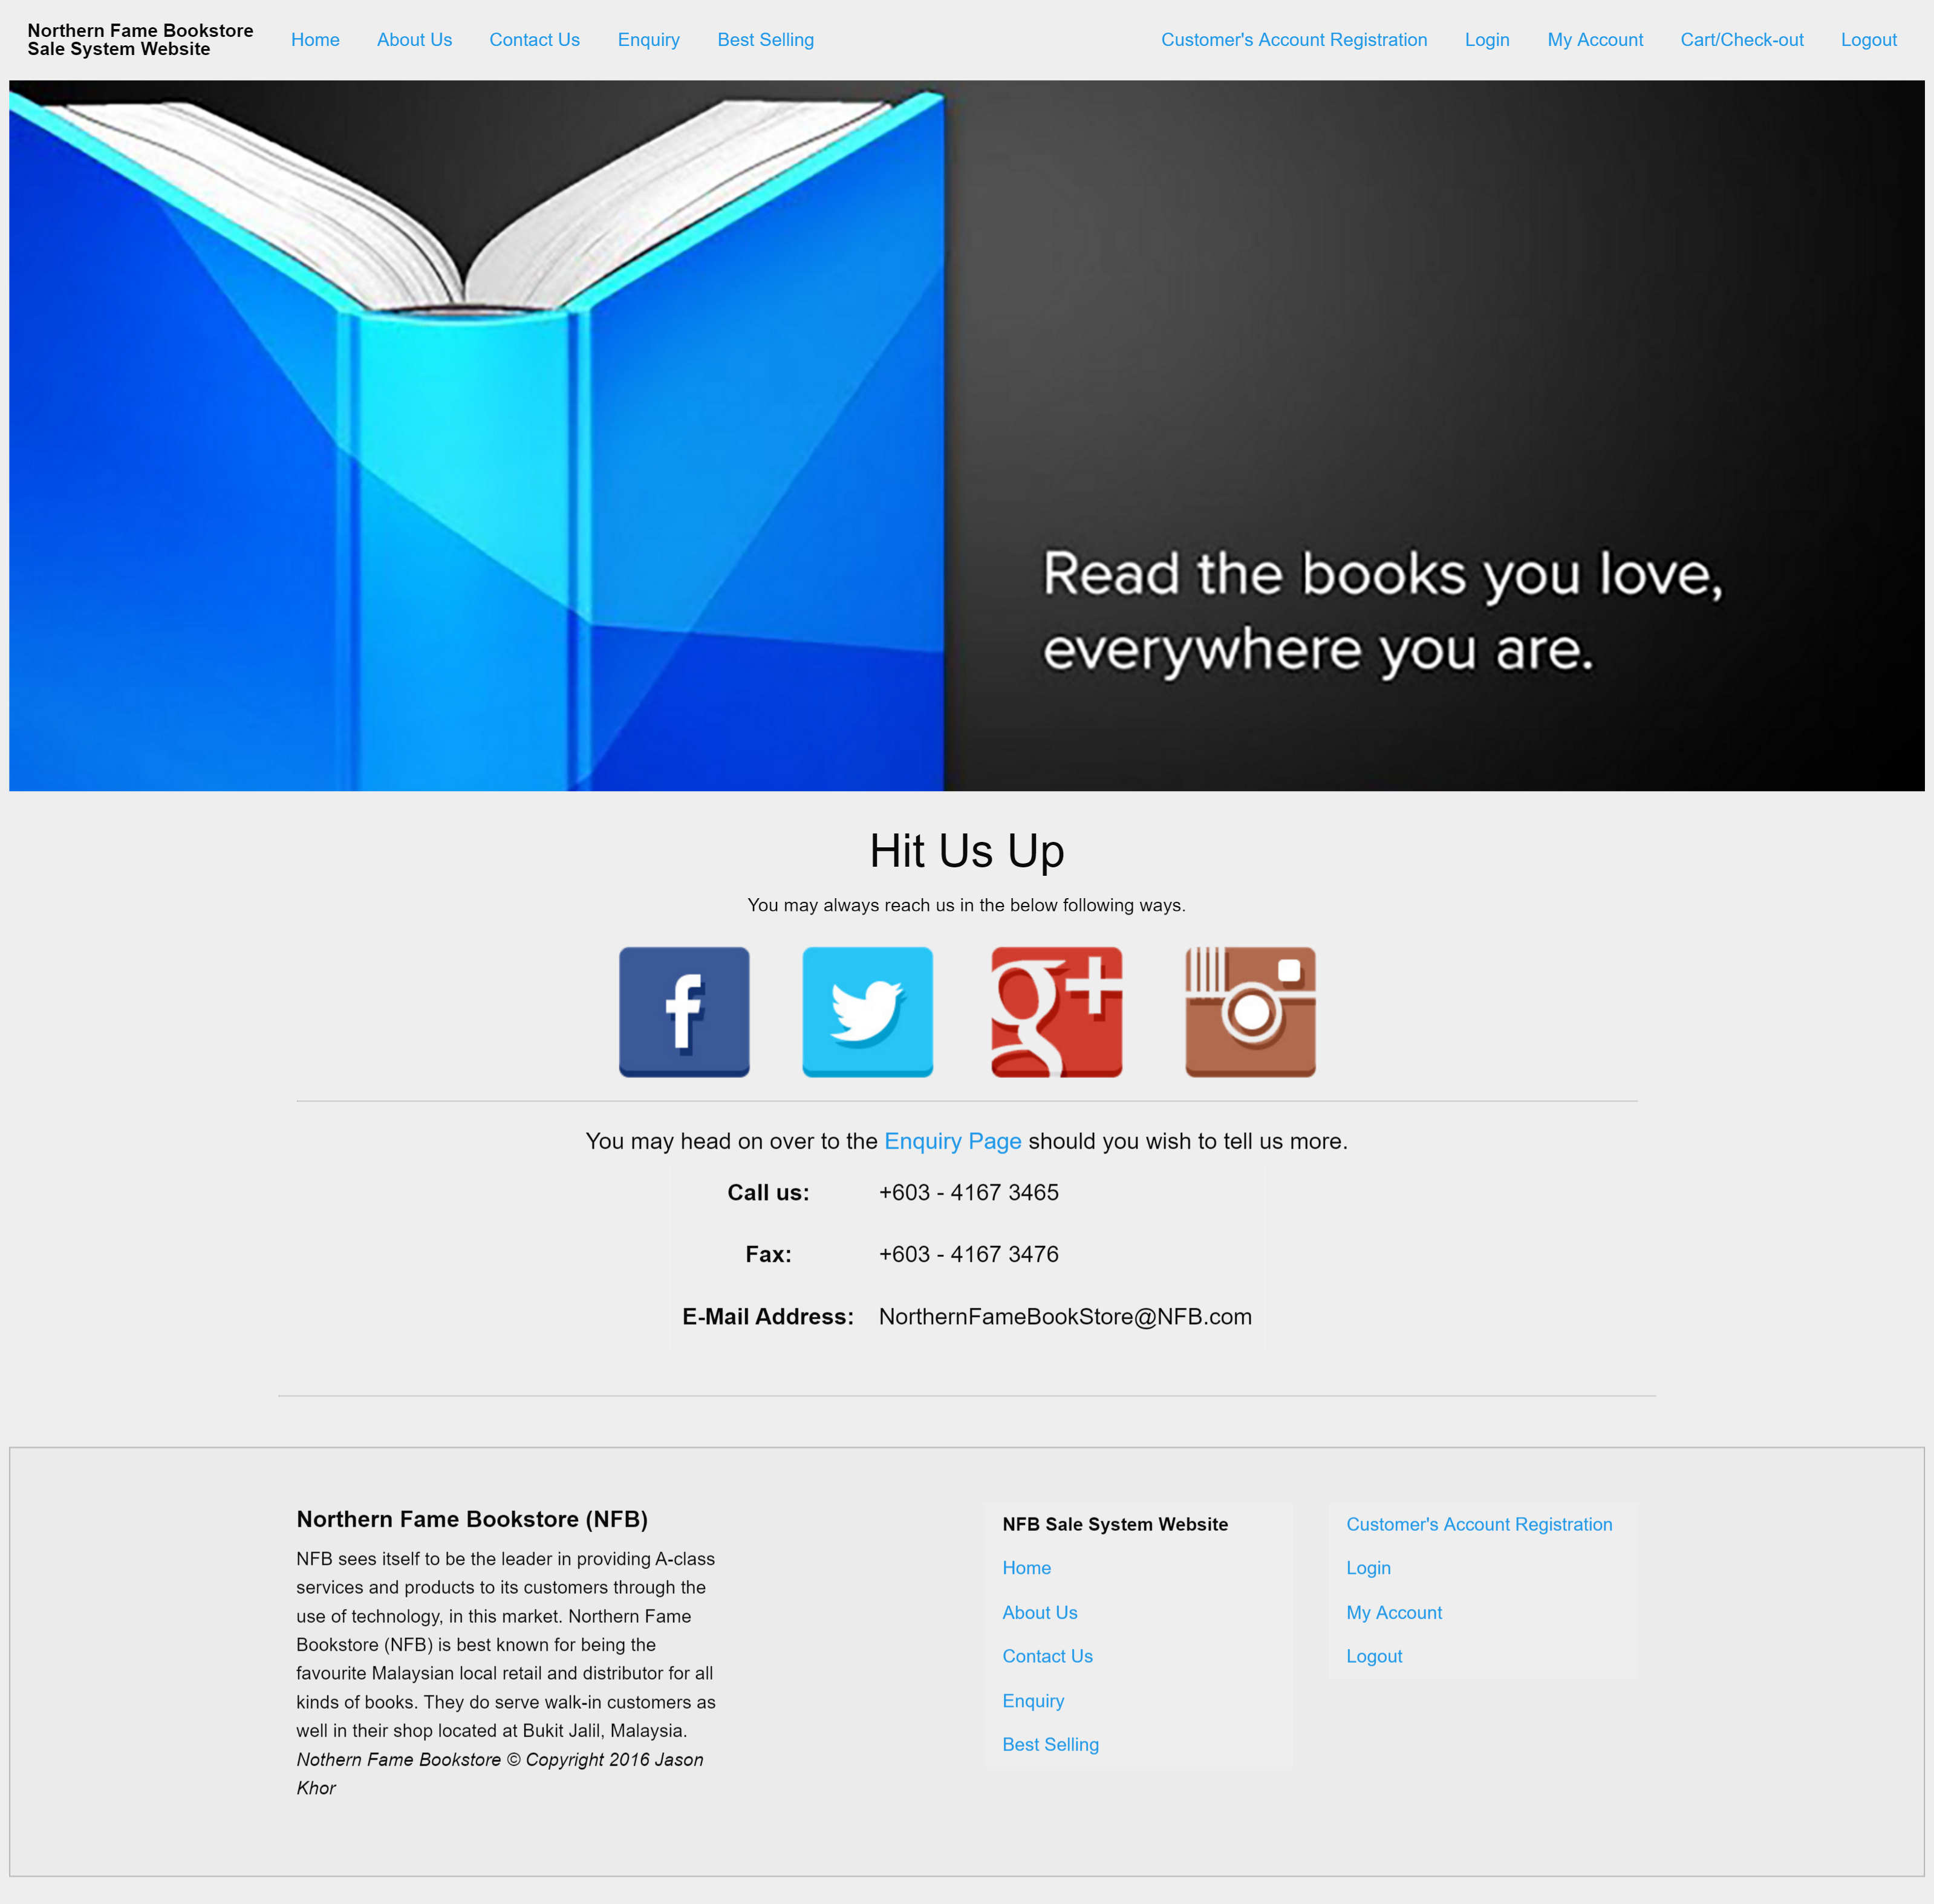 Northern Fame Bookstore
Sale System Website
Home
About Us
Contact Us
Enquiry
Best Selling
Customer's Account Registration
Login
My Account
Cart/Check-out
Logout
Read the books you love,
everywhere you are.
Hit Us Up
You may always reach us in the below following ways.
f
g+
You may head on over to the Enquiry Page should you wish to tell us more.
Call us: +603 - 4167 3465
Fax: +603 - 4167 3476
E-Mail Address: NorthernFameBookStore@NFB.com
Northern Fame Bookstore (NFB)
NFB sees itself to be the leader in providing A-class
services and products to its customers through the
use of technology, in this market. Northern Fame
Bookstore (NFB) is best known for being the
favourite Malaysian local retail and distributor for all
kinds of books. They do serve walk-in customers as
well in their shop located at Bukit Jalil, Malaysia.
Nothern Fame Bookstore © Copyright 2016 Jason
Khor
NFB Sale System Website
Home
About Us
Contact Us
Enquiry
Best Selling
Customer's Account Registration
Login
My Account
Logout